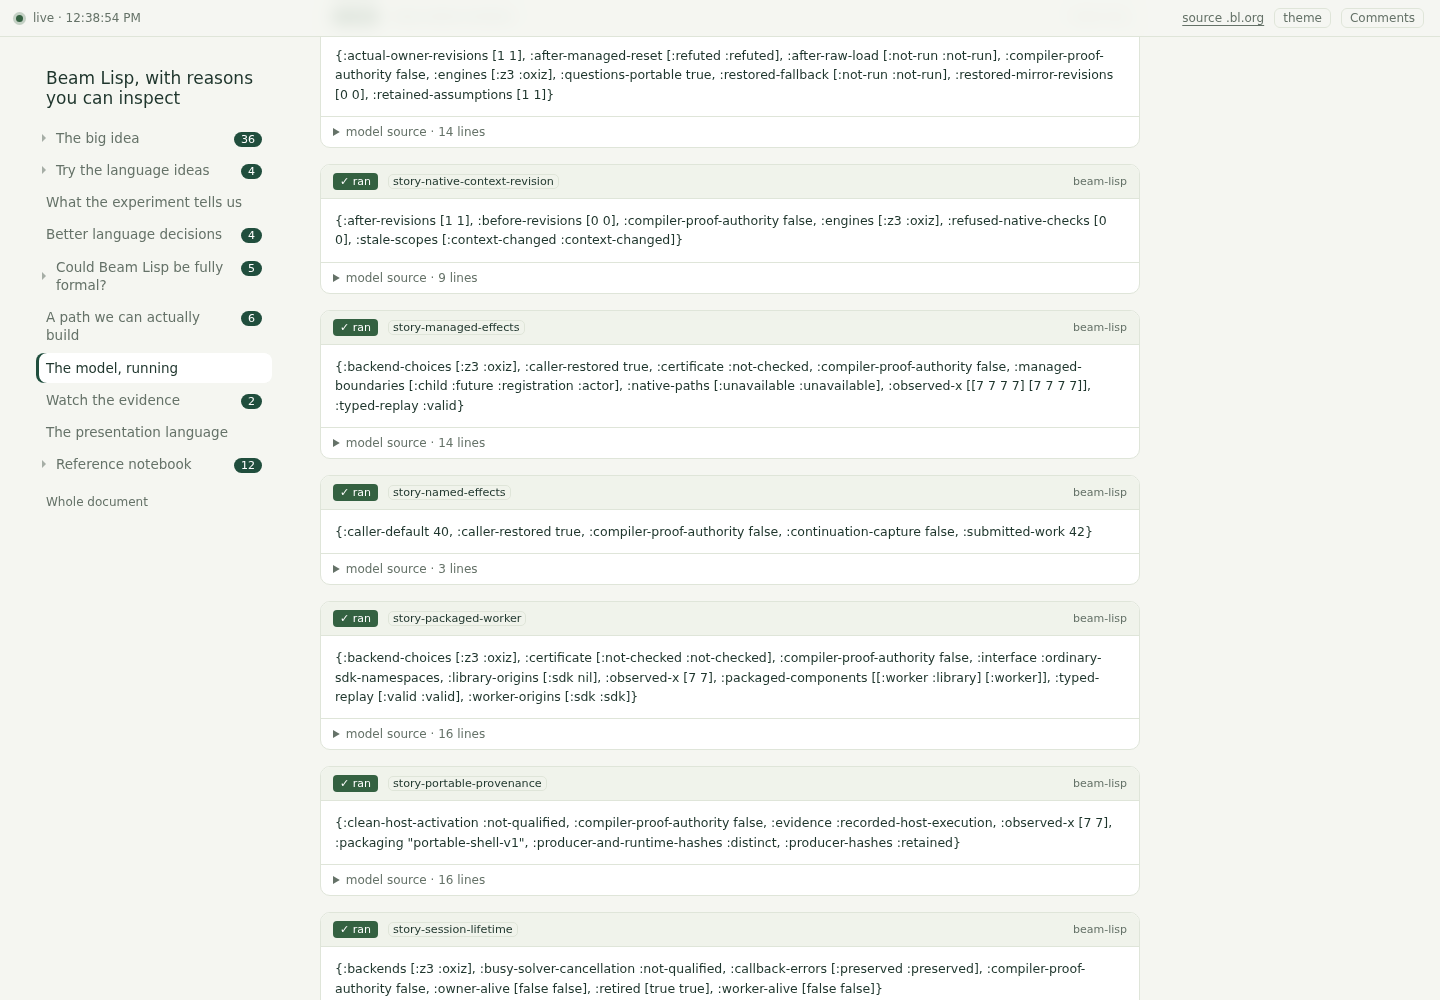 live · 12:38:54 PM
source .bl.org
theme
Comments
Beam Lisp, with reasons
you can inspect
The big idea 36
Try the language ideas 4
What the experiment tells us
Better language decisions 4
Could Beam Lisp be fully 5
formal?
A path we can actually 6
build
The model, running
Watch the evidence 2
The presentation language
Reference notebook 12
Whole document
{:actual-owner-revisions [1 1], :after-managed-reset [:refuted :refuted], :after-raw-load [:not-run :not-run], :compiler-proof-
authority false, :engines [:z3 :oxiz], :questions-portable true, :restored-fallback [:not-run :not-run], :restored-mirror-revisions
[0 0], :retained-assumptions [1 1]}
model source · 14 lines
✓ ran story-native-context-revision beam-lisp
{:after-revisions [1 1], :before-revisions [0 0], :compiler-proof-authority false, :engines [:z3 :oxiz], :refused-native-checks [0
0], :stale-scopes [:context-changed :context-changed]}
model source · 9 lines
✓ ran story-managed-effects beam-lisp
{:backend-choices [:z3 :oxiz], :caller-restored true, :certificate :not-checked, :compiler-proof-authority false, :managed-
boundaries [:child :future :registration :actor], :native-paths [:unavailable :unavailable], :observed-x [[7 7 7 7] [7 7 7 7]],
:typed-replay :valid}
model source · 14 lines
✓ ran story-named-effects beam-lisp
{:caller-default 40, :caller-restored true, :compiler-proof-authority false, :continuation-capture false, :submitted-work 42}
model source · 3 lines
✓ ran story-packaged-worker beam-lisp
{:backend-choices [:z3 :oxiz], :certificate [:not-checked :not-checked], :compiler-proof-authority false, :interface :ordinary-
sdk-namespaces, :library-origins [:sdk nil], :observed-x [7 7], :packaged-components [[:worker :library] [:worker]], :typed-
replay [:valid :valid], :worker-origins [:sdk :sdk]}
model source · 16 lines
✓ ran story-portable-provenance beam-lisp
{:clean-host-activation :not-qualified, :compiler-proof-authority false, :evidence :recorded-host-execution, :observed-x [7 7],
:packaging "portable-shell-v1", :producer-and-runtime-hashes :distinct, :producer-hashes :retained}
model source · 16 lines
✓ ran story-session-lifetime beam-lisp
{:backends [:z3 :oxiz], :busy-solver-cancellation :not-qualified, :callback-errors [:preserved :preserved], :compiler-proof-
authority false, :owner-alive [false false], :retired [true true], :worker-alive [false false]}